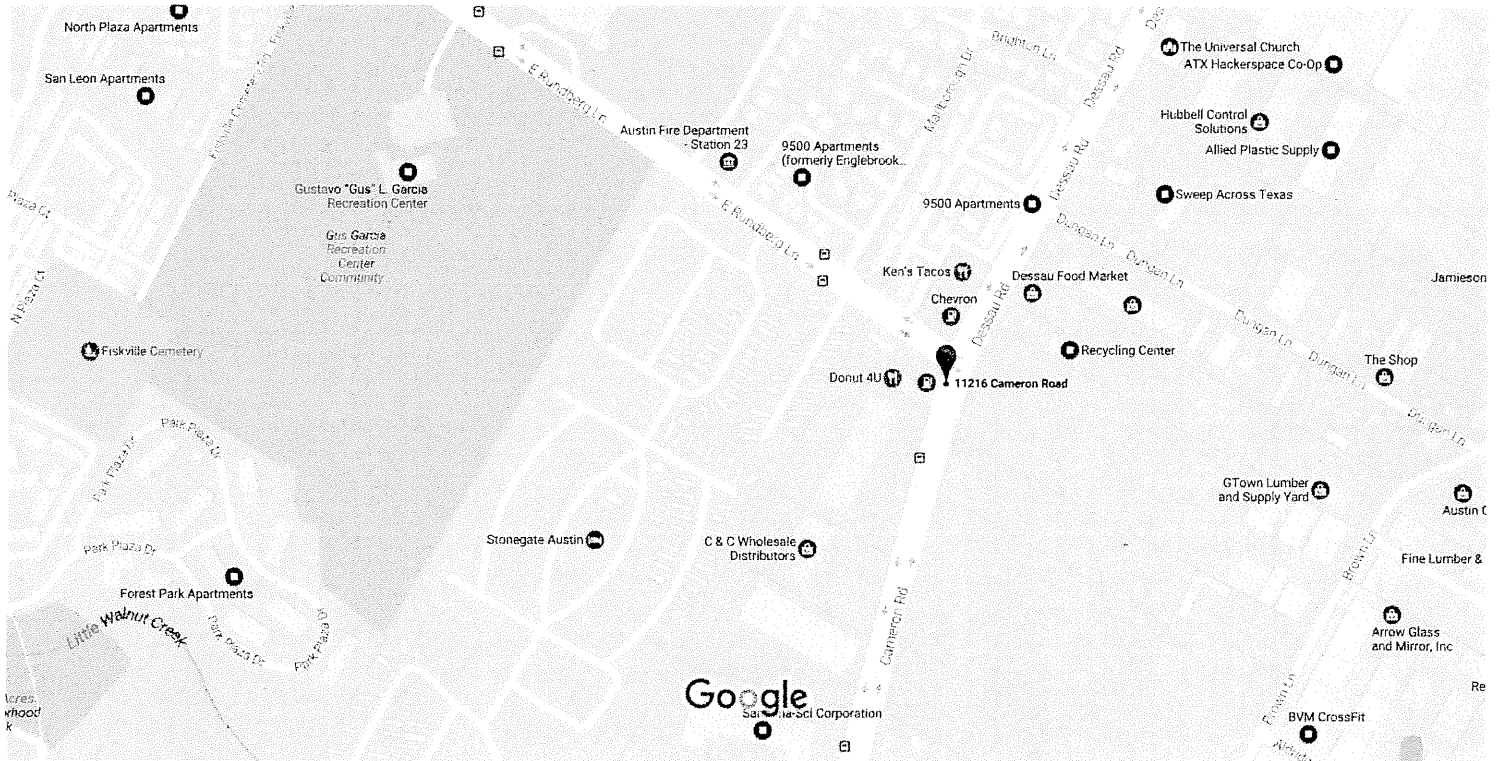 North Plaza Apartments
San Leon Apartments
Plaza Ct
N Plaza Ct
E Rundberg Ln
Austin Fire Department
- Station 23
9500 Apartments
(formerly Englebrook...
Marlborough Dr
Brighton Ln
Dessau Rd
The Universal Church
ATX Hackerspace Co-Op
Hubbell Control
Solutions
Allied Plastic Supply
Sweep Across Texas
Gustavo "Gus" L. Garcia
Recreation Center
Gus Garcia
Recreation
Center
Community
E Rundberg Ln
9500 Apartments
Dessau Rd
Dungan Ln
Dungan Ln
Ken's Tacos
Dessau Food Market
Jamieson
Chevron
Dessau Rd
Dungan Ln
Dungan Ln
Fiskville Cemetery
Recycling Center
The Shop
Donut 4U
11216 Cameron Road
Dungan Ln
Park Plaza Dr
Park Plaza Dr
GTown Lumber
and Supply Yard
Austin C
Park Plaza Dr
Stonegate Austin
C & C Wholesale
Distributors
Brown Ln
Fine Lumber &
Forest Park Apartments
Little Walnut Creek
Park Plaza Dr
Park Plaza Dr
Cameron Rd
Arrow Glass
and Mirror, Inc
Google
Corporation
Brown Ln
Re
BVM CrossFit